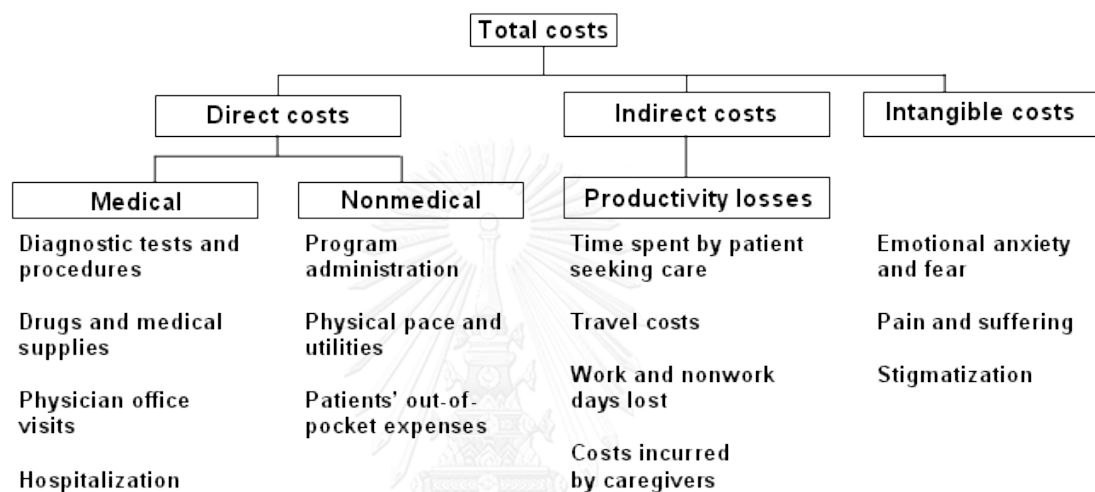 Total costs
Direct costs
Indirect costs
Intangible costs
Medical
Nonmedical
Productivity losses
Diagnostic tests and
procedures
Drugs and medical
supplies
Physician office
visits
Hospitalization
Program
administration
Physical pace and
utilities
Patients' out-of-
pocket expenses
Time spent by patient
seeking care
Travel costs
Work and nonwork
days lost
Costs incurred
by caregivers
Emotional anxiety
and fear
Pain and suffering
Stigmatization